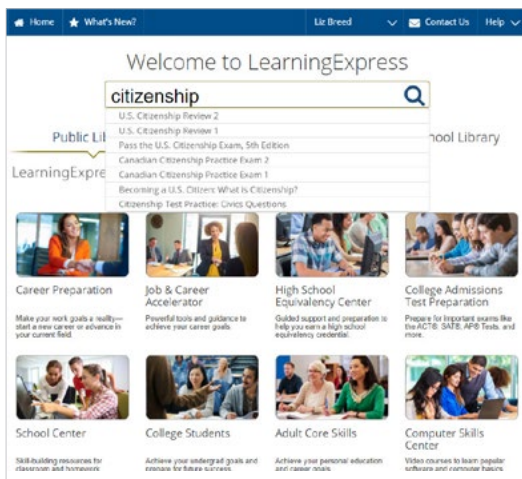 Home
What's New?
Liz Breed
Contact Us
Help
Welcome to LearningExpress
citizenship
U.S. Citizenship Review 2
U.S. Citizenship Review 1
Pass the U.S. Citizenship Exam, 5th Edition
Canadian Citizenship Practice Exam 2
Canadian Citizenship Practice Exam 1
Becoming a U.S. Citizen: What is Citizenship?
Citizenship Test Practice: Civics Questions
Public Lib
hool Library
LearningExpre
Career Preparation
Make your work goals a reality—
start a new career or advance in
your current field.
Job & Career
Accelerator
Powerful tools and guidance to
achieve your career goals.
High School
Equivalency Center
Guided support and preparation to
help you earn a high school
equivalency credential.
College Admissions
Test Preparation
Prepare for important exams like
the ACT®, SAT®, AP® Tests, and
more.
School Center
Skill-building resources for
classroom and homework
College Students
Achieve your undergrad goals and
prepare for future success
Adult Core Skills
Achieve your personal education
and career goals
Computer Skills
Center
Video courses to learn popular
software and computer basics